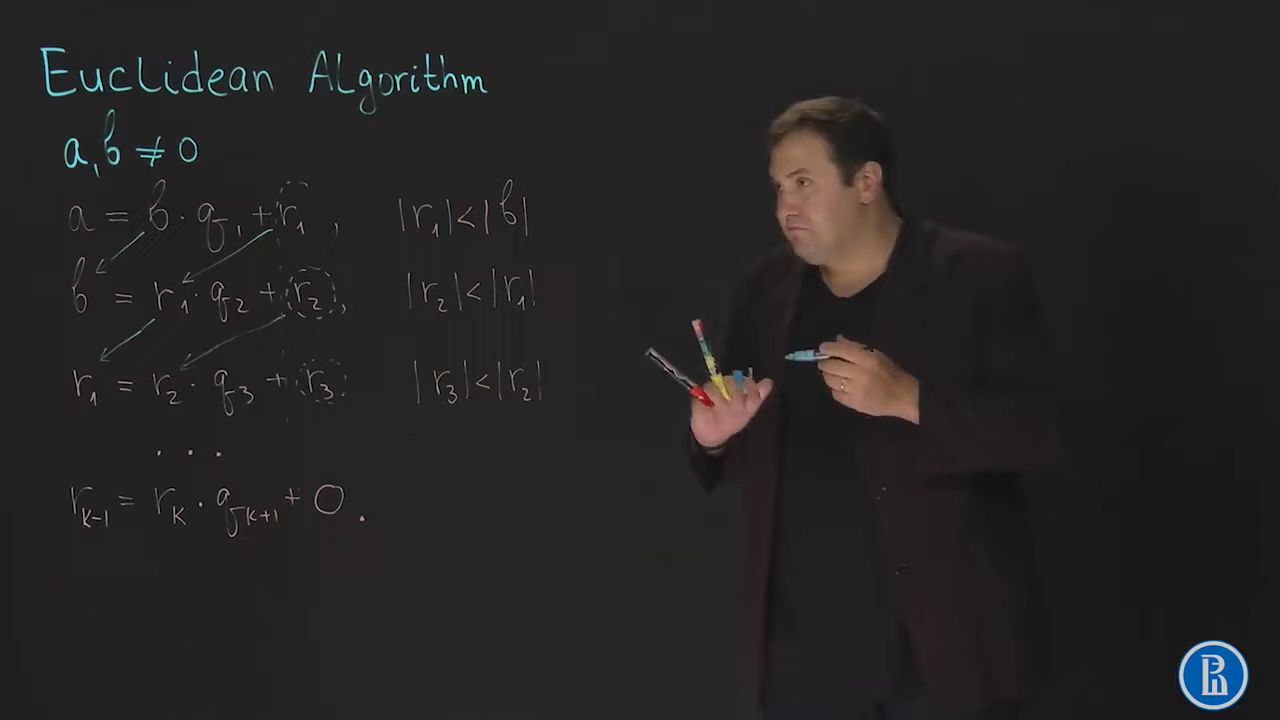 Euclidean Algorithm
a, b ≠ 0
a = b · q₁ + r₁ , |r₁| < |b|
b = r₁ · q₂ + r₂ , |r₂| < |r₁|
r₁ = r₂ · q₃ + r₃ |r₃| < |r₂|
. . .
rₖ₋₁ = rₖ · qₖ₊₁ + 0 .